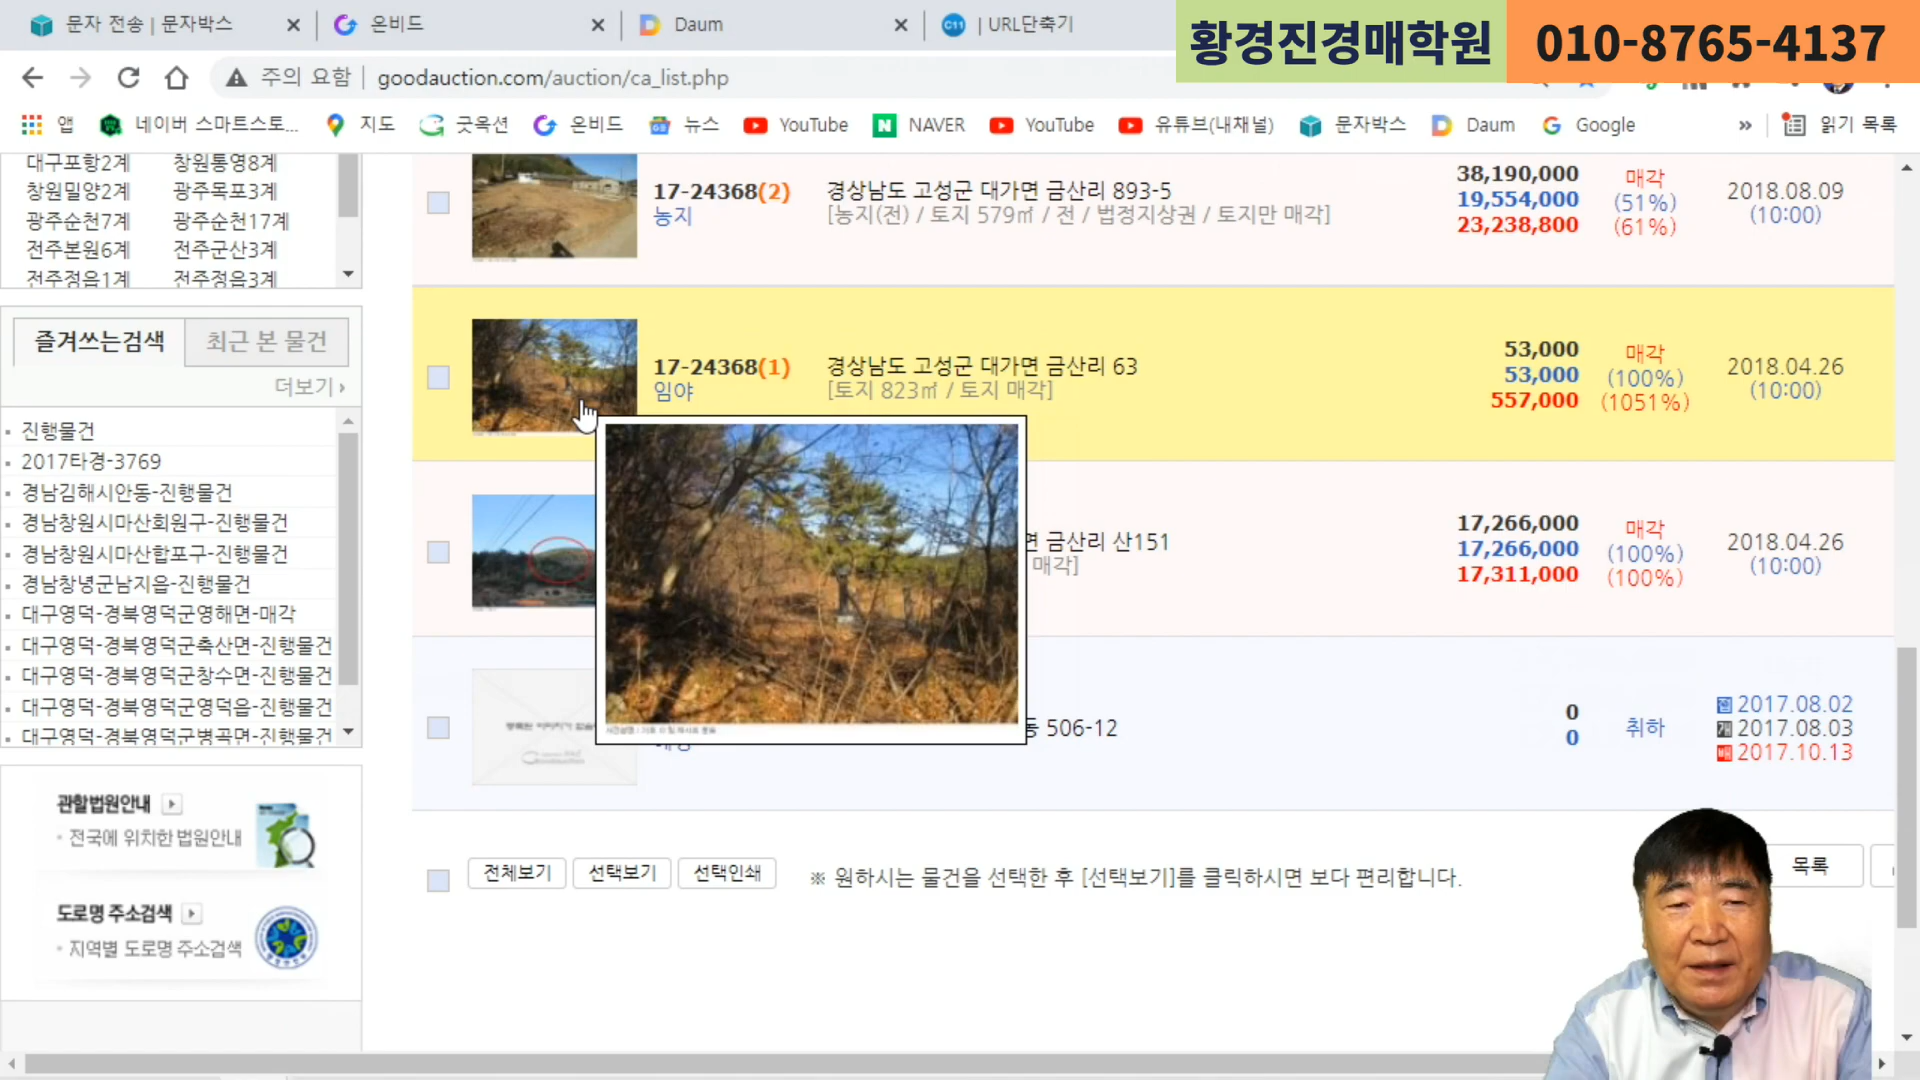 문자 전송 | 문자박스
온비드
Daum
| URL단축기
황경진경매학원
010-8765-4137
주의 요함
goodauction.com/auction/ca_list.php
앱
네이버 스마트스토...
지도
굿옥션
온비드
뉴스
YouTube
NAVER
YouTube
유튜브(내채널)
문자박스
Daum
Google
»
읽기 목록
대구포항2계 창원통영8계
창원밀양2계 광주목포3계
광주순천7계 광주순천17계
전주본원6계 전주군산3계
전주정읍1계 전주정읍3계
즐겨쓰는검색
최근 본 물건
더보기 ›
진행물건
2017타경-3769
경남김해시안동-진행물건
경남창원시마산회원구-진행물건
경남창원시마산합포구-진행물건
경남창녕군남지읍-진행물건
대구영덕-경북영덕군영해면-매각
대구영덕-경북영덕군축산면-진행물건
대구영덕-경북영덕군창수면-진행물건
대구영덕-경북영덕군영덕읍-진행물건
대구영덕-경북영덕군병곡면-진행물건
관할법원안내
전국에 위치한 법원안내
도로명 주소검색
지역별 도로명 주소검색
17-24368(2)
농지
경상남도 고성군 대가면 금산리 893-5
[농지(전) / 토지 579㎡ / 전 / 법정지상권 / 토지만 매각]
38,190,000
19,554,000
23,238,800
매각
(51%)
(61%)
2018.08.09
(10:00)
17-24368(1)
임야
경상남도 고성군 대가면 금산리 63
[토지 823㎡ / 토지 매각]
53,000
53,000
557,000
매각
(100%)
(1051%)
2018.04.26
(10:00)
면 금산리 산151
매각]
17,266,000
17,266,000
17,311,000
매각
(100%)
(100%)
2018.04.26
(10:00)
506-12
0
0
취하
2017.08.02
2017.08.03
2017.10.13
전체보기
선택보기
선택인쇄
※ 원하시는 물건을 선택한 후 [선택보기]를 클릭하시면 보다 편리합니다.
목록